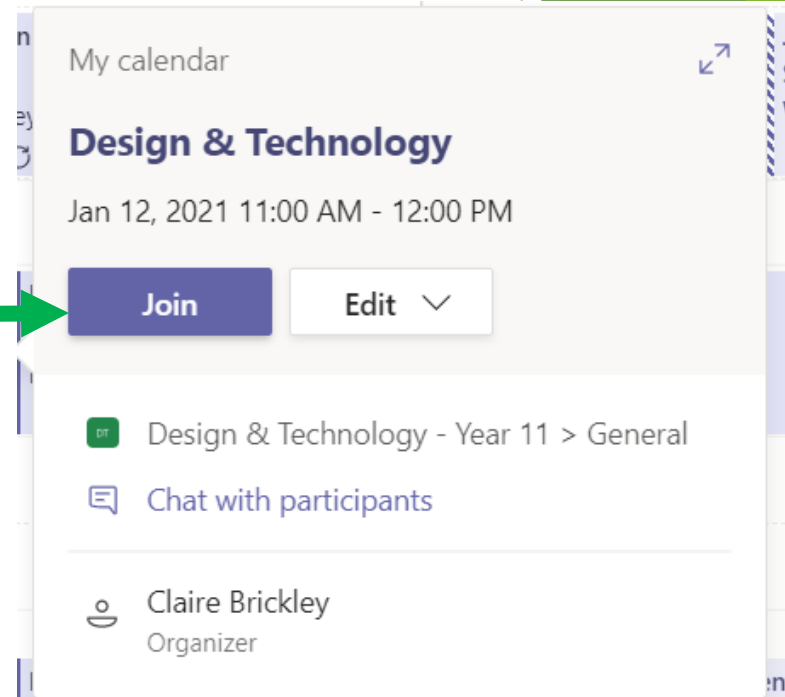 My calendar
Design & Technology
Jan 12, 2021 11:00 AM - 12:00 PM
Join
Edit
DT
Design & Technology - Year 11 > General
Chat with participants
Claire Brickley
Organizer